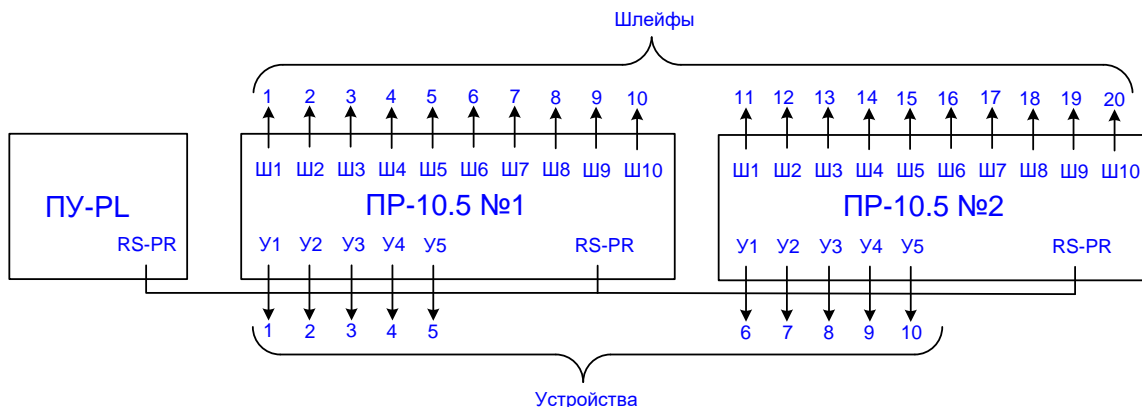 Шлейфы
1 2 3 4 5 6 7 8 9 10 11 12 13 14 15 16 17 18 19 20
Ш1 Ш2 Ш3 Ш4 Ш5 Ш6 Ш7 Ш8 Ш9 Ш10 Ш1 Ш2 Ш3 Ш4 Ш5 Ш6 Ш7 Ш8 Ш9 Ш10
ПУ-PL ПР-10.5 №1 ПР-10.5 №2
RS-PR У1 У2 У3 У4 У5 RS-PR У1 У2 У3 У4 У5 RS-PR
1 2 3 4 5 6 7 8 9 10
Устройства